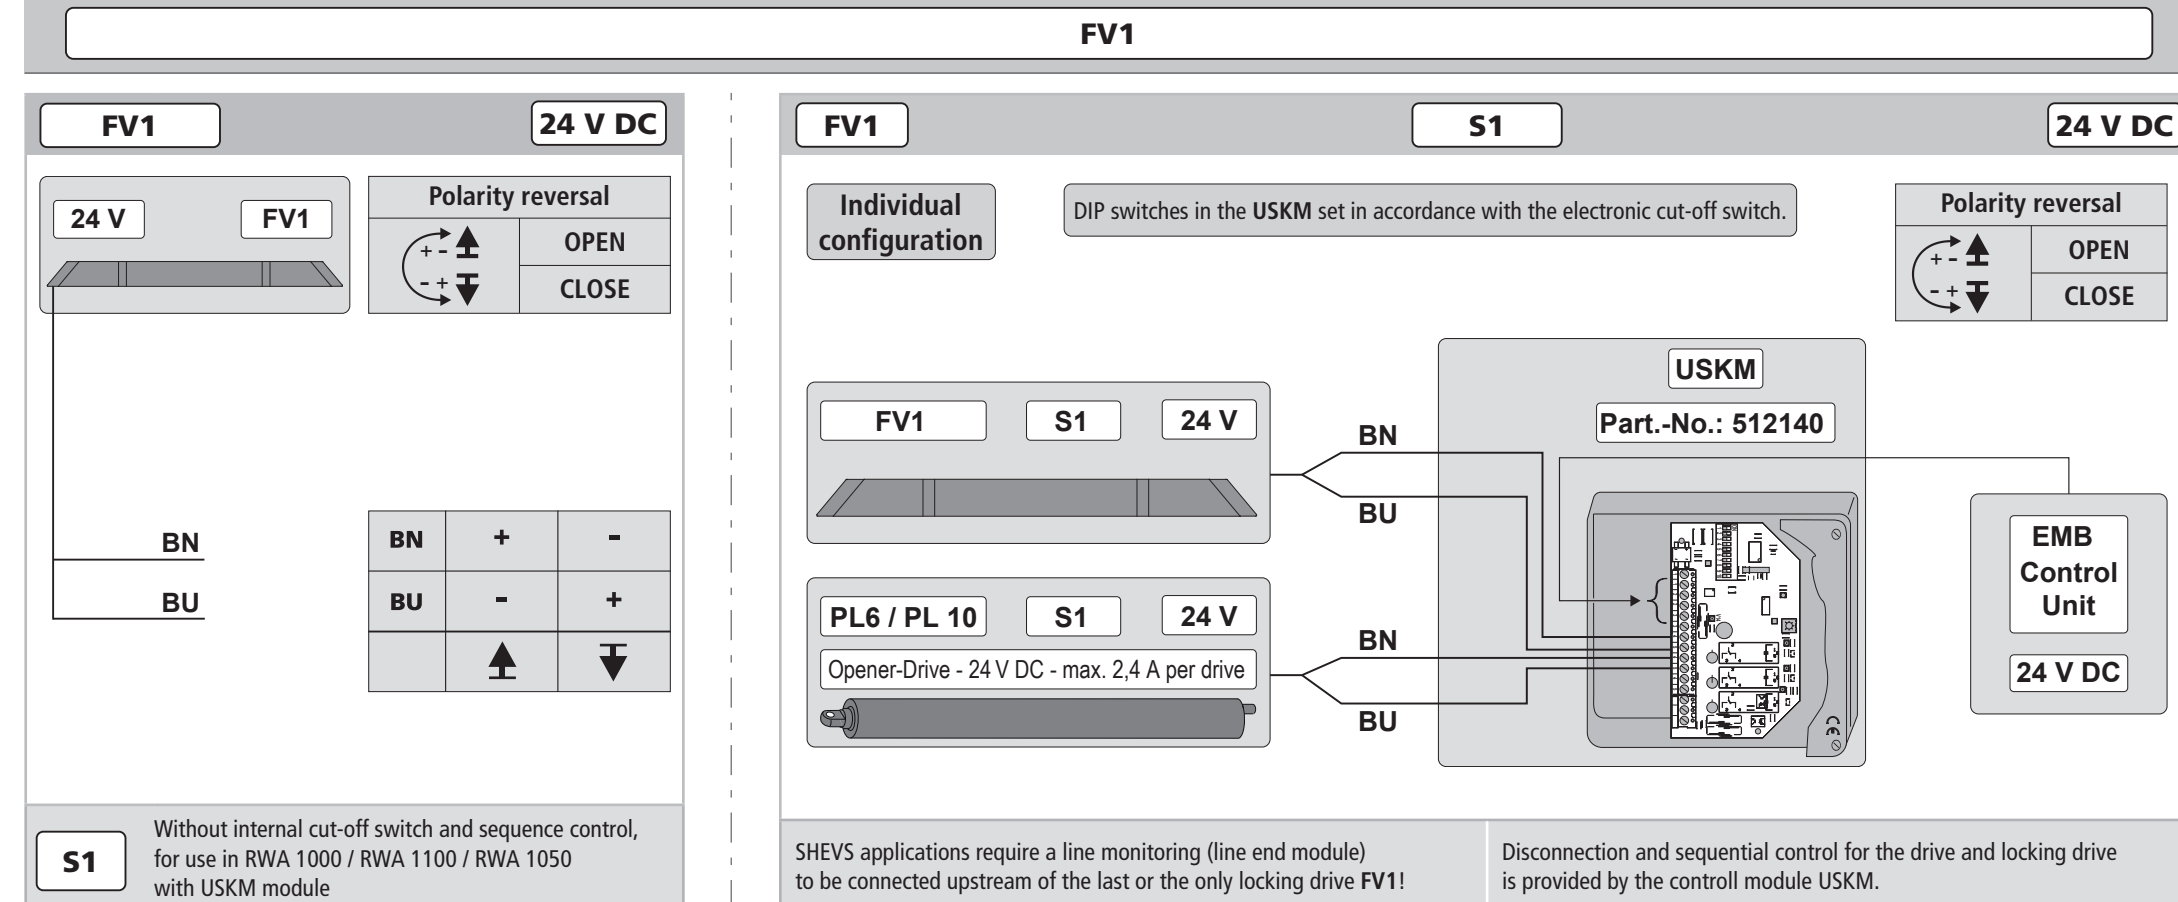 FV1
FV1
24 V DC
24 V
FV1
Polarity reversal
+ -
OPEN
- +
CLOSE
BN
BU
BN + -
BU - +
S1
Without internal cut-off switch and sequence control,
for use in RWA 1000 / RWA 1100 / RWA 1050
with USKM module
FV1
S1
24 V DC
Individual
configuration
DIP switches in the USKM set in accordance with the electronic cut-off switch.
Polarity reversal
+ -
OPEN
- +
CLOSE
FV1
S1
24 V
BN
BU
PL6 / PL 10
S1
24 V
Opener-Drive - 24 V DC - max. 2,4 A per drive
BN
BU
USKM
Part.-No.: 512140
CE
EMB
Control
Unit
24 V DC
SHEVS applications require a line monitoring (line end module)
to be connected upstream of the last or the only locking drive FV1!
Disconnection and sequential control for the drive and locking drive
is provided by the controll module USKM.